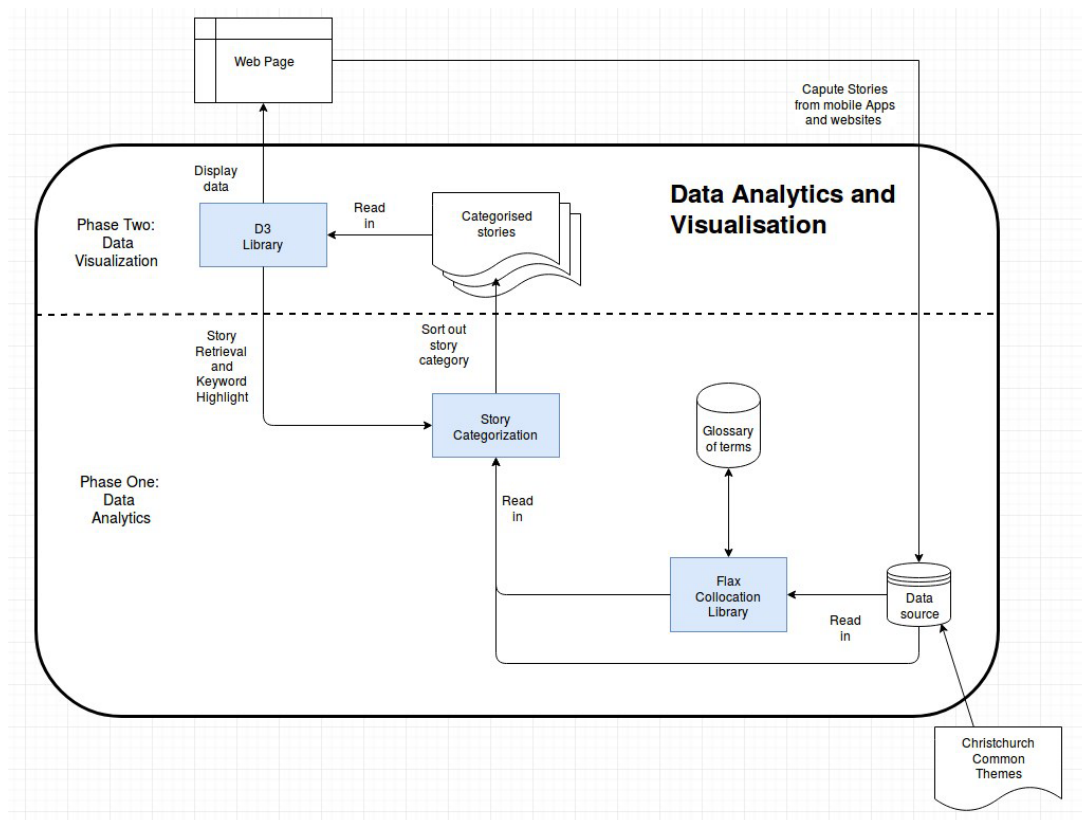 Web Page
Capute Stories
from mobile Apps
and websites
Display
data
Data Analytics and
Visualisation
Phase Two:
Data
Visualization
D3
Library
Read
in
Categorised
stories
Story
Retrieval
and
Keyword
Highlight
Sort out
story
category
Story
Categorization
Glossary
of terms
Phase One:
Data
Analytics
Read
in
Flax
Collocation
Library
Read
in
Data
source
Christchurch
Common
Themes